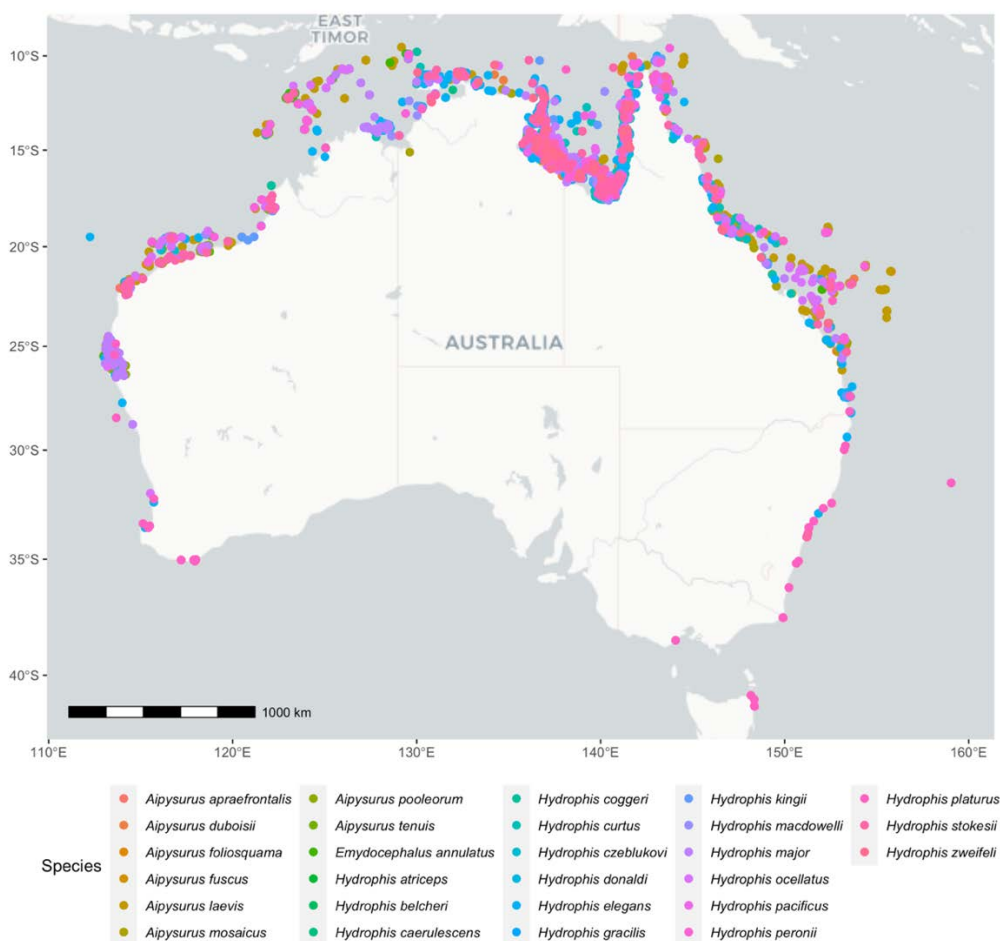 EAST
TIMOR
10°S
15°S
20°S
25°S
30°S
35°S
40°S
AUSTRALIA
1000 km
110°E
120°E
130°E
140°E
150°E
160°E
Species
Aipysurus apraefrontalis
Aipysurus duboisii
Aipysurus foliosquama
Aipysurus fuscus
Aipysurus laevis
Aipysurus mosaicus
Aipysurus pooleorum
Aipysurus tenuis
Emydocephalus annulatus
Hydrophis atriceps
Hydrophis belcheri
Hydrophis caerulescens
Hydrophis coggeri
Hydrophis curtus
Hydrophis czeblukovi
Hydrophis donaldi
Hydrophis elegans
Hydrophis gracilis
Hydrophis kingii
Hydrophis macdowelli
Hydrophis major
Hydrophis ocellatus
Hydrophis pacificus
Hydrophis peronii
Hydrophis platurus
Hydrophis stokesii
Hydrophis zweifeli